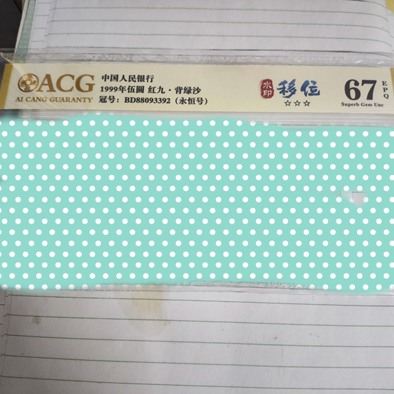 ACG
AI CANG GUARANTY
中国人民银行
1999年伍圆 红九·背绿沙
冠号：BD88093392（永恒号）
水印
移位
☆☆☆
67
EPQ
Superb Gem Unc